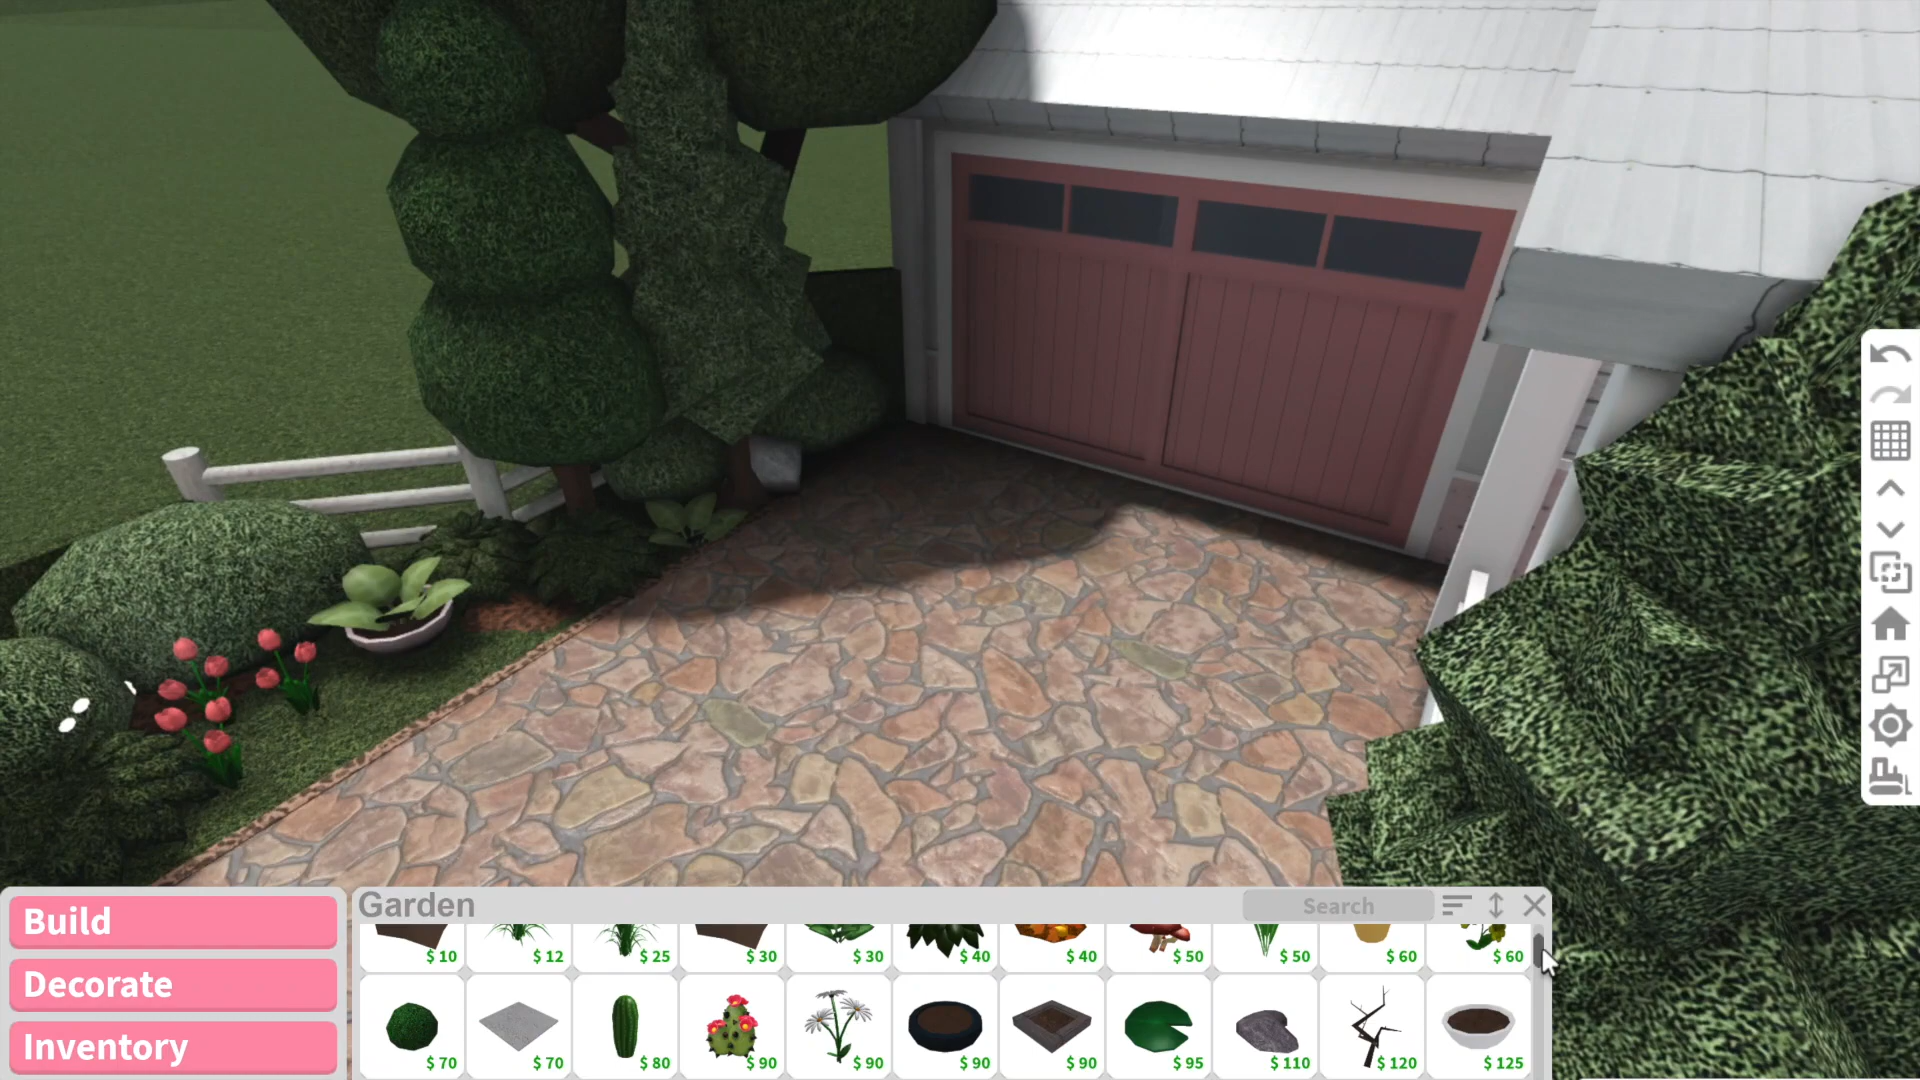 Build
Decorate
Inventory
Garden
Search
$ 10 $ 12 $ 25 $ 30 $ 30 $ 40 $ 40 $ 50 $ 50 $ 60 $ 60
$ 70 $ 70 $ 80 $ 90 $ 90 $ 90 $ 90 $ 95 $ 110 $ 120 $ 125